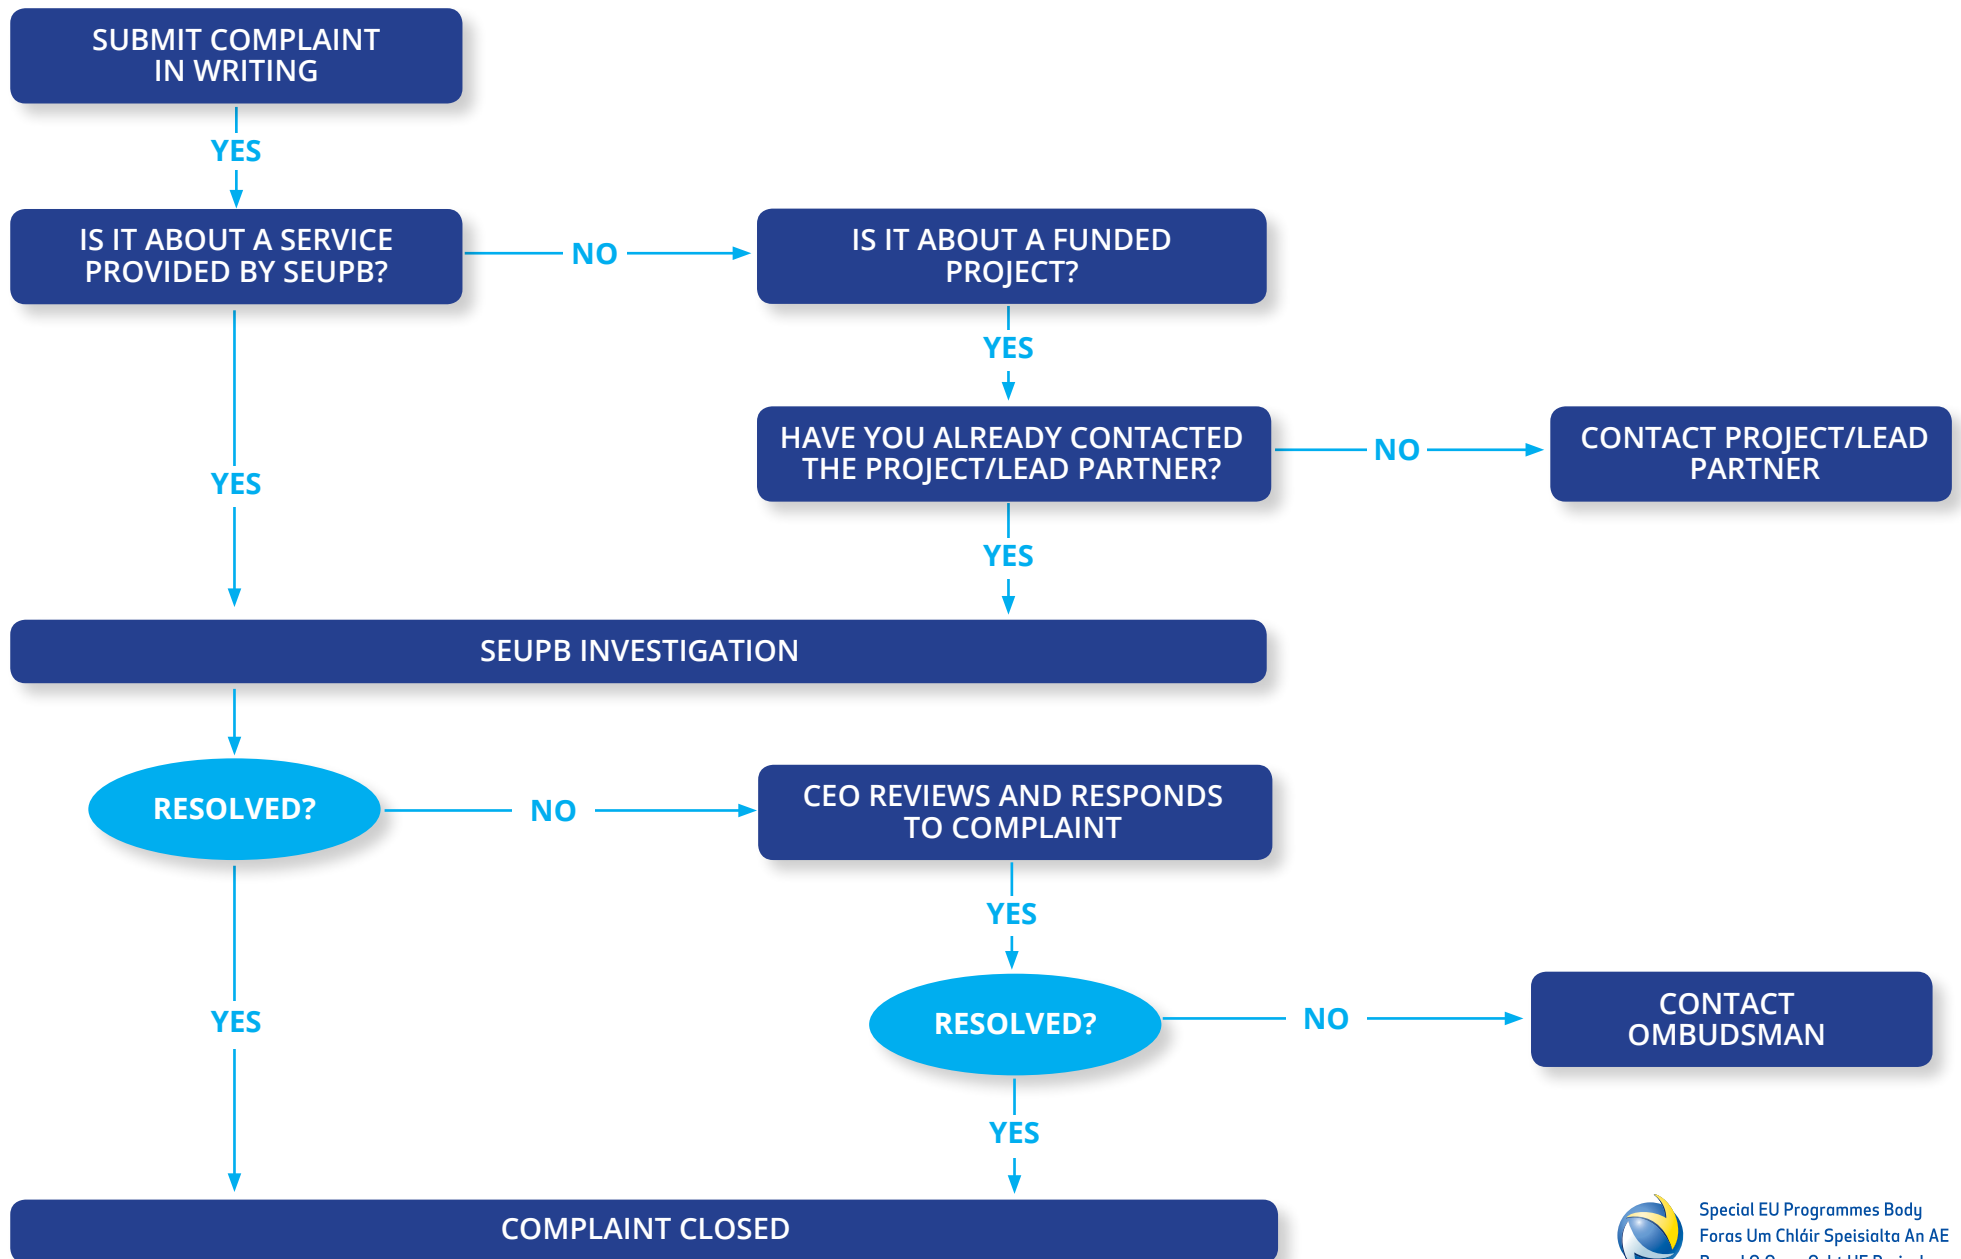 SUBMIT COMPLAINT
IN WRITING
YES
IS IT ABOUT A SERVICE
PROVIDED BY SEUPB?
NO
IS IT ABOUT A FUNDED
PROJECT?
YES
HAVE YOU ALREADY CONTACTED
THE PROJECT/LEAD PARTNER?
NO
CONTACT PROJECT/LEAD
PARTNER
YES
YES
SEUPB INVESTIGATION
RESOLVED?
NO
CEO REVIEWS AND RESPONDS
TO COMPLAINT
YES
RESOLVED?
NO
CONTACT
OMBUDSMAN
YES
YES
COMPLAINT CLOSED
Special EU Programmes Body
Foras Um Chláir Speisialta An AE